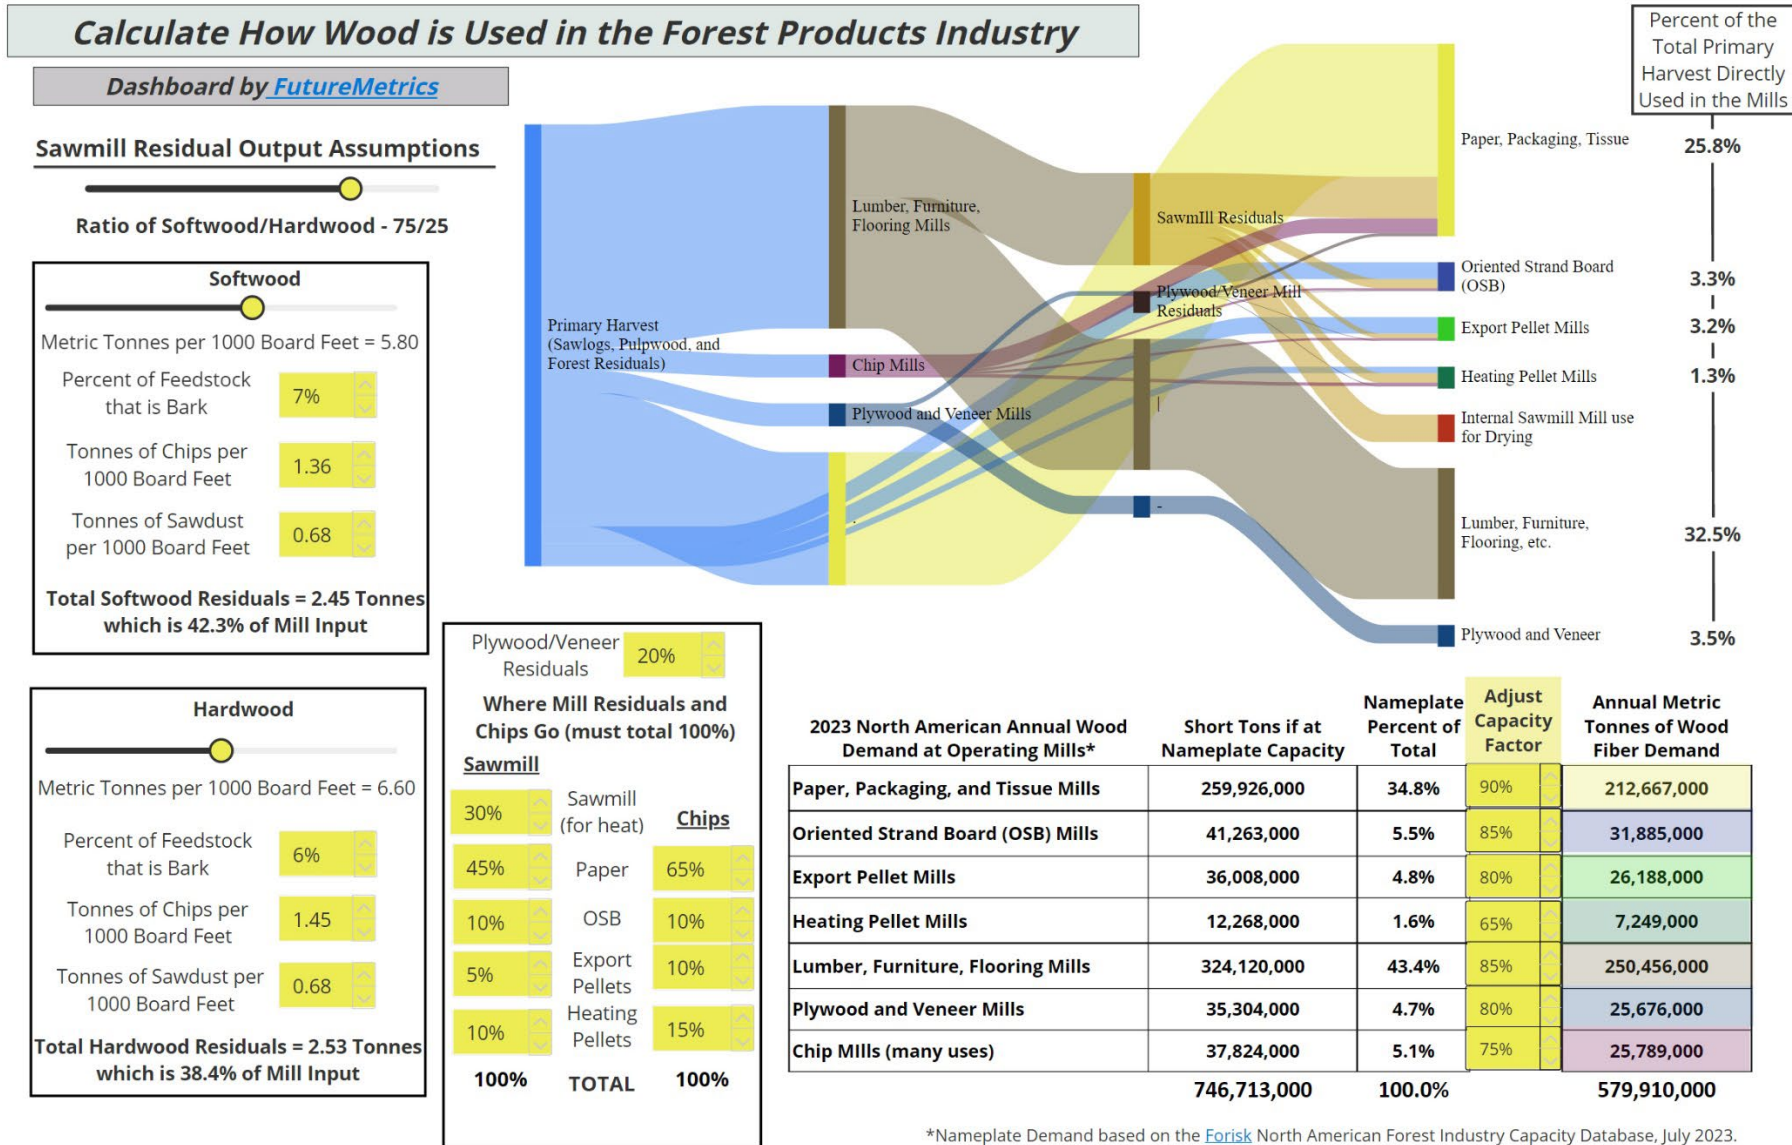 Calculate How Wood is Used in the Forest Products Industry
Dashboard by FutureMetrics
Sawmill Residual Output Assumptions
Ratio of Softwood/Hardwood - 75/25
Softwood
Metric Tonnes per 1000 Board Feet = 5.80
Percent of Feedstock
that is Bark
7%
Tonnes of Chips per
1000 Board Feet
1.36
Tonnes of Sawdust
per 1000 Board Feet
0.68
Total Softwood Residuals = 2.45 Tonnes
which is 42.3% of Mill Input
Hardwood
Metric Tonnes per 1000 Board Feet = 6.60
Percent of Feedstock
that is Bark
6%
Tonnes of Chips per
1000 Board Feet
1.45
Tonnes of Sawdust per
1000 Board Feet
0.68
Total Hardwood Residuals = 2.53 Tonnes
which is 38.4% of Mill Input
Plywood/Veneer
Residuals
20%
Where Mill Residuals and
Chips Go (must total 100%)
Sawmill
Chips
30%
Sawmill
(for heat)
45%
Paper
65%
10%
OSB
10%
5%
Export
Pellets
10%
10%
Heating
Pellets
15%
100%
TOTAL
100%
Primary Harvest
(Sawlogs, Pulpwood, and
Forest Residuals)
Lumber, Furniture,
Flooring Mills
Chip Mills
Plywood and Veneer Mills
.
SawmIll Residuals
Plywood/Veneer Mill
Residuals
|
-
Paper, Packaging, Tissue
Oriented Strand Board
(OSB)
Export Pellet Mills
Heating Pellet Mills
Internal Sawmill Mill use
for Drying
Lumber, Furniture,
Flooring, etc.
Plywood and Veneer
Percent of the
Total Primary
Harvest Directly
Used in the Mills
25.8%
3.3%
3.2%
1.3%
32.5%
3.5%
2023 North American Annual Wood
Demand at Operating Mills*
Short Tons if at
Nameplate Capacity
Nameplate
Percent of
Total
Adjust
Capacity
Factor
Annual Metric
Tonnes of Wood
Fiber Demand
Paper, Packaging, and Tissue Mills 259,926,000 34.8% 90% 212,667,000
Oriented Strand Board (OSB) Mills 41,263,000 5.5% 85% 31,885,000
Export Pellet Mills 36,008,000 4.8% 80% 26,188,000
Heating Pellet Mills 12,268,000 1.6% 65% 7,249,000
Lumber, Furniture, Flooring Mills 324,120,000 43.4% 85% 250,456,000
Plywood and Veneer Mills 35,304,000 4.7% 80% 25,676,000
Chip MIlls (many uses) 37,824,000 5.1% 75% 25,789,000
746,713,000 100.0% 579,910,000
*Nameplate Demand based on the Forisk North American Forest Industry Capacity Database, July 2023.